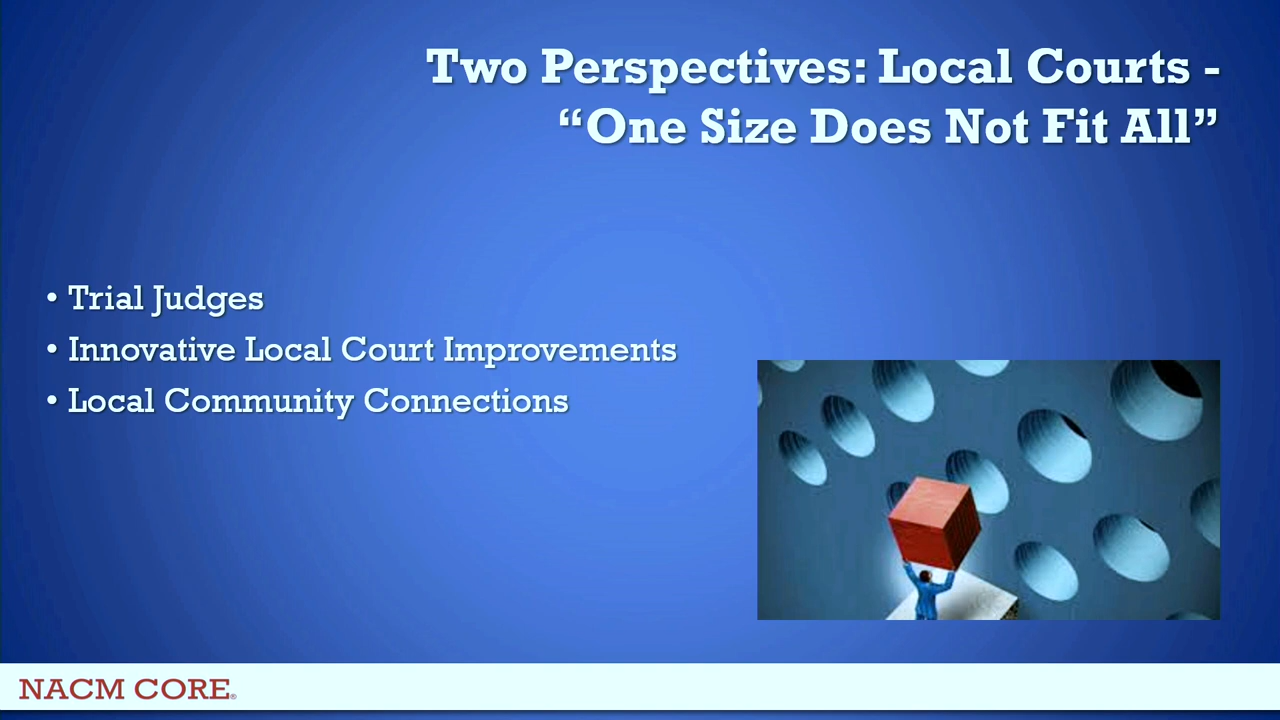 Two Perspectives: Local Courts -
“One Size Does Not Fit All”
• Trial Judges
• Innovative Local Court Improvements
• Local Community Connections
NACM CORE®